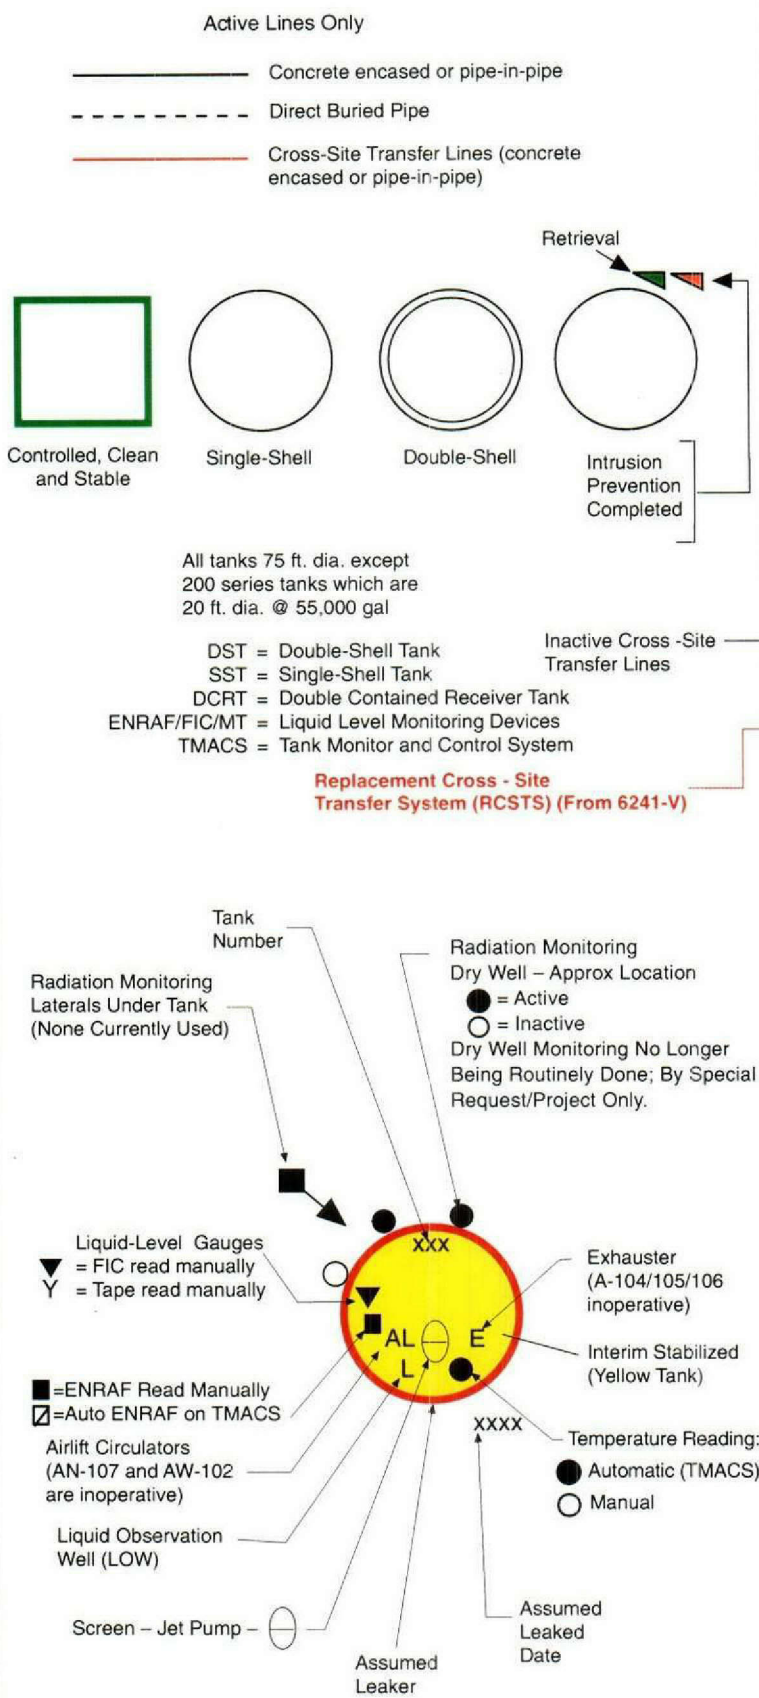 Active Lines Only
Concrete encased or pipe-in-pipe
Direct Buried Pipe
Cross-Site Transfer Lines (concrete
encased or pipe-in-pipe)
Retrieval
Controlled, Clean
and Stable
Single-Shell
Double-Shell
Intrusion
Prevention
Completed
All tanks 75 ft. dia. except
200 series tanks which are
20 ft. dia. @ 55,000 gal
DST = Double-Shell Tank
SST = Single-Shell Tank
DCRT = Double Contained Receiver Tank
ENRAF/FIC/MT = Liquid Level Monitoring Devices
TMACS = Tank Monitor and Control System
Inactive Cross -Site
Transfer Lines
Replacement Cross - Site
Transfer System (RCSTS) (From 6241-V)
Tank
Number
Radiation Monitoring
Dry Well – Approx Location
= Active
= Inactive
Dry Well Monitoring No Longer
Being Routinely Done; By Special
Request/Project Only.
Radiation Monitoring
Laterals Under Tank
(None Currently Used)
Liquid-Level Gauges
= FIC read manually
Y = Tape read manually
xxx
Exhauster
(A-104/105/106
inoperative)
AL
E
L
Interim Stabilized
(Yellow Tank)
=ENRAF Read Manually
=Auto ENRAF on TMACS
xxxx
Airlift Circulators
(AN-107 and AW-102
are inoperative)
Temperature Reading:
Automatic (TMACS)
Manual
Liquid Observation
Well (LOW)
Screen – Jet Pump –
Assumed
Leaker
Assumed
Leaked
Date